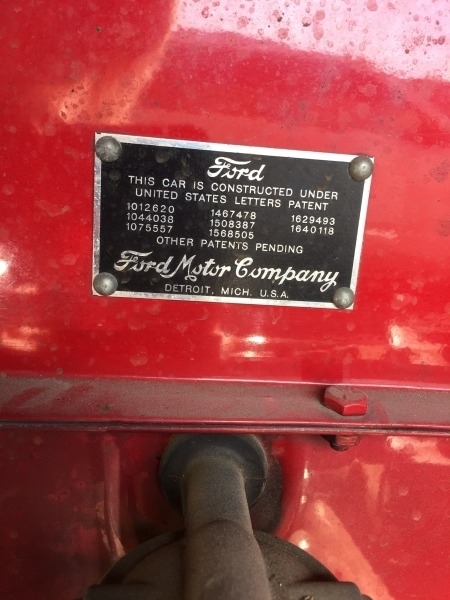 Ford
THIS CAR IS CONSTRUCTED UNDER
UNITED STATES LETTERS PATENT
1012620 1467478 1629493
1044038 1508387 1640118
1075557 1568505
OTHER PATENTS PENDING
Ford Motor Company
DETROIT, MICH. U.S.A.